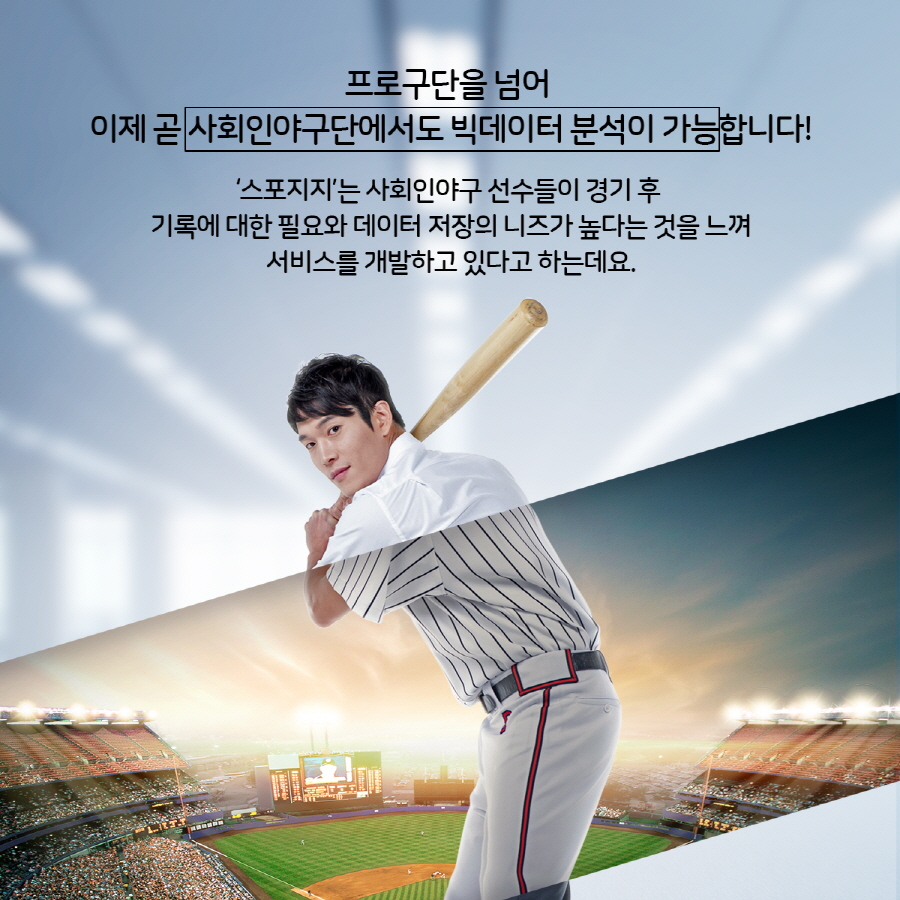 프로구단을 넘어
이제 곧 사회인야구단에서도 빅데이터 분석이 가능합니다!
‘스포지지’는 사회인야구 선수들이 경기 후
기록에 대한 필요와 데이터 저장의 니즈가 높다는 것을 느껴
서비스를 개발하고 있다고 하는데요.